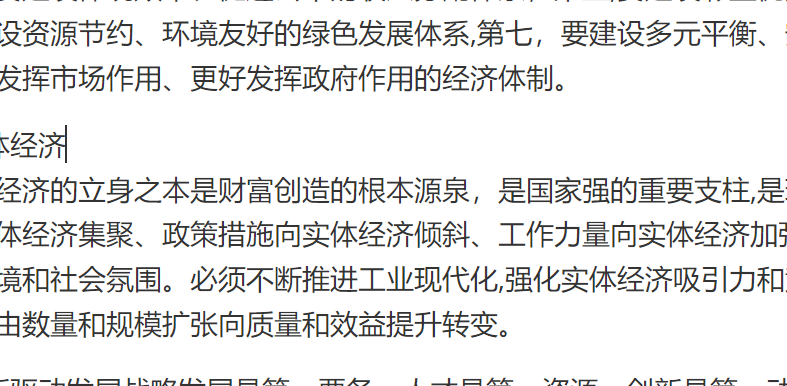 设资源节约、环境友好的绿色发展体系,第七，要建设多元平衡、
发挥市场作用、更好发挥政府作用的经济体制。
体经济
经济的立身之本是财富创造的根本源泉，是国家强的重要支柱,是
体经济集聚、政策措施向实体经济倾斜、工作力量向实体经济加强
境和社会氛围。必须不断推进工业现代化,强化实体经济吸引力和
由数量和规模扩张向质量和效益提升转变。